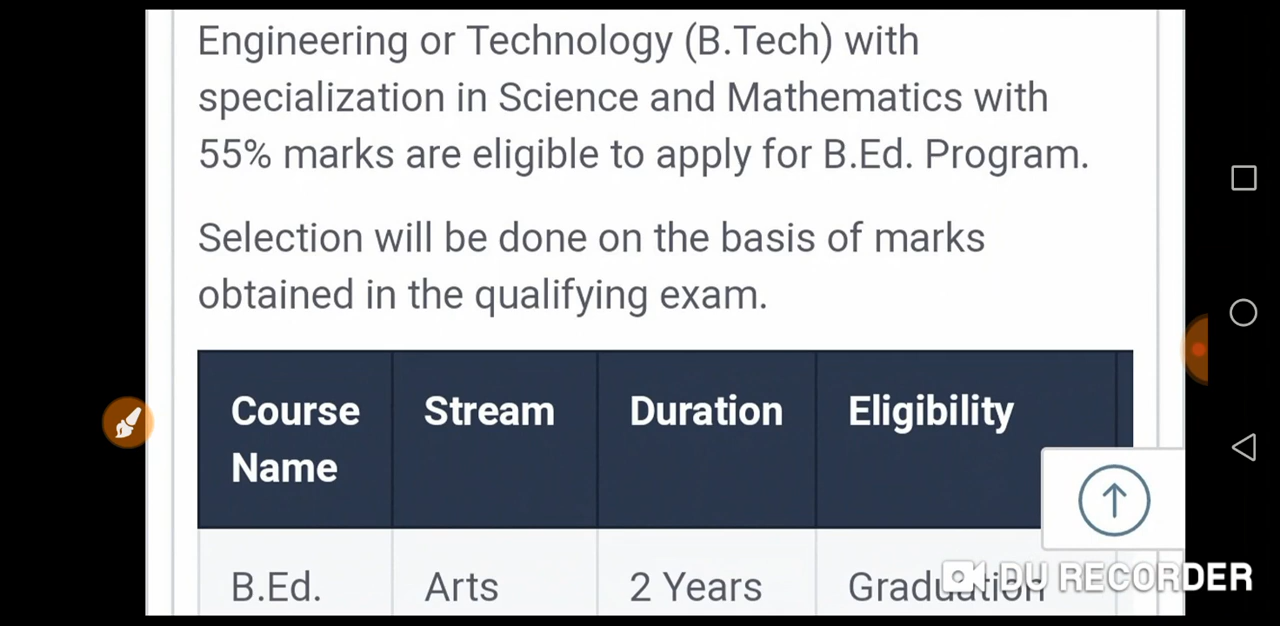 Engineering or Technology (B.Tech) with
specialization in Science and Mathematics with
55% marks are eligible to apply for B.Ed. Program.
Selection will be done on the basis of marks
obtained in the qualifying exam.
Course Name Stream Duration Eligibility
B.Ed. Arts 2 Years Graduation
DU RECORDER